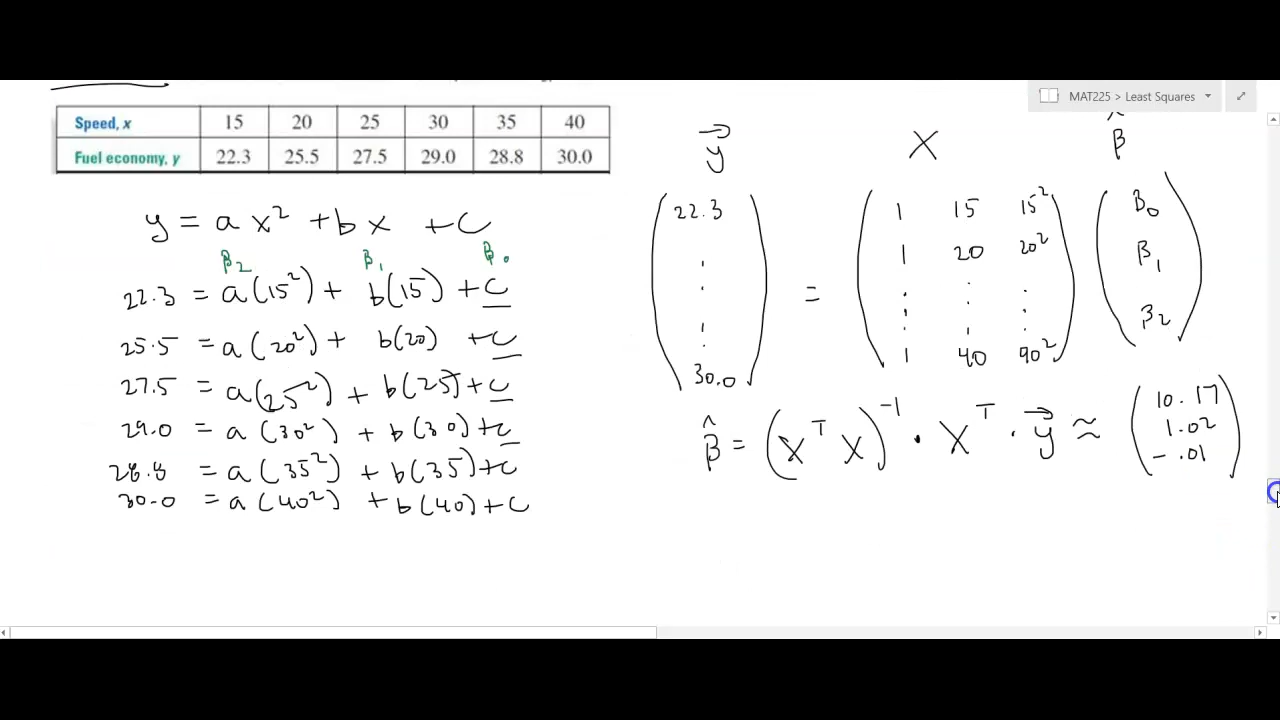 MAT225 > Least Squares
Speed, x 15 20 25 30 35 40
Fuel economy, y 22.3 25.5 27.5 29.0 28.8 30.0
y = a x² + b x + c
β₂ β₁ β₀
22.3 = a(15²) + b(15) + c
25.5 = a(20²) + b(20) + c
27.5 = a(25²) + b(25) + c
29.0 = a(30²) + b(30) + c
28.8 = a(35²) + b(35) + c
30.0 = a(40²) + b(40) + c
y⃗ X β̂
22.3 1 15 15² β₀
1 20 20² β₁
= β₂
30.0 1 40 90²
β̂ = (XᵀX)⁻¹ · Xᵀ · y⃗ ≈ (10.17
1.02
-.01)